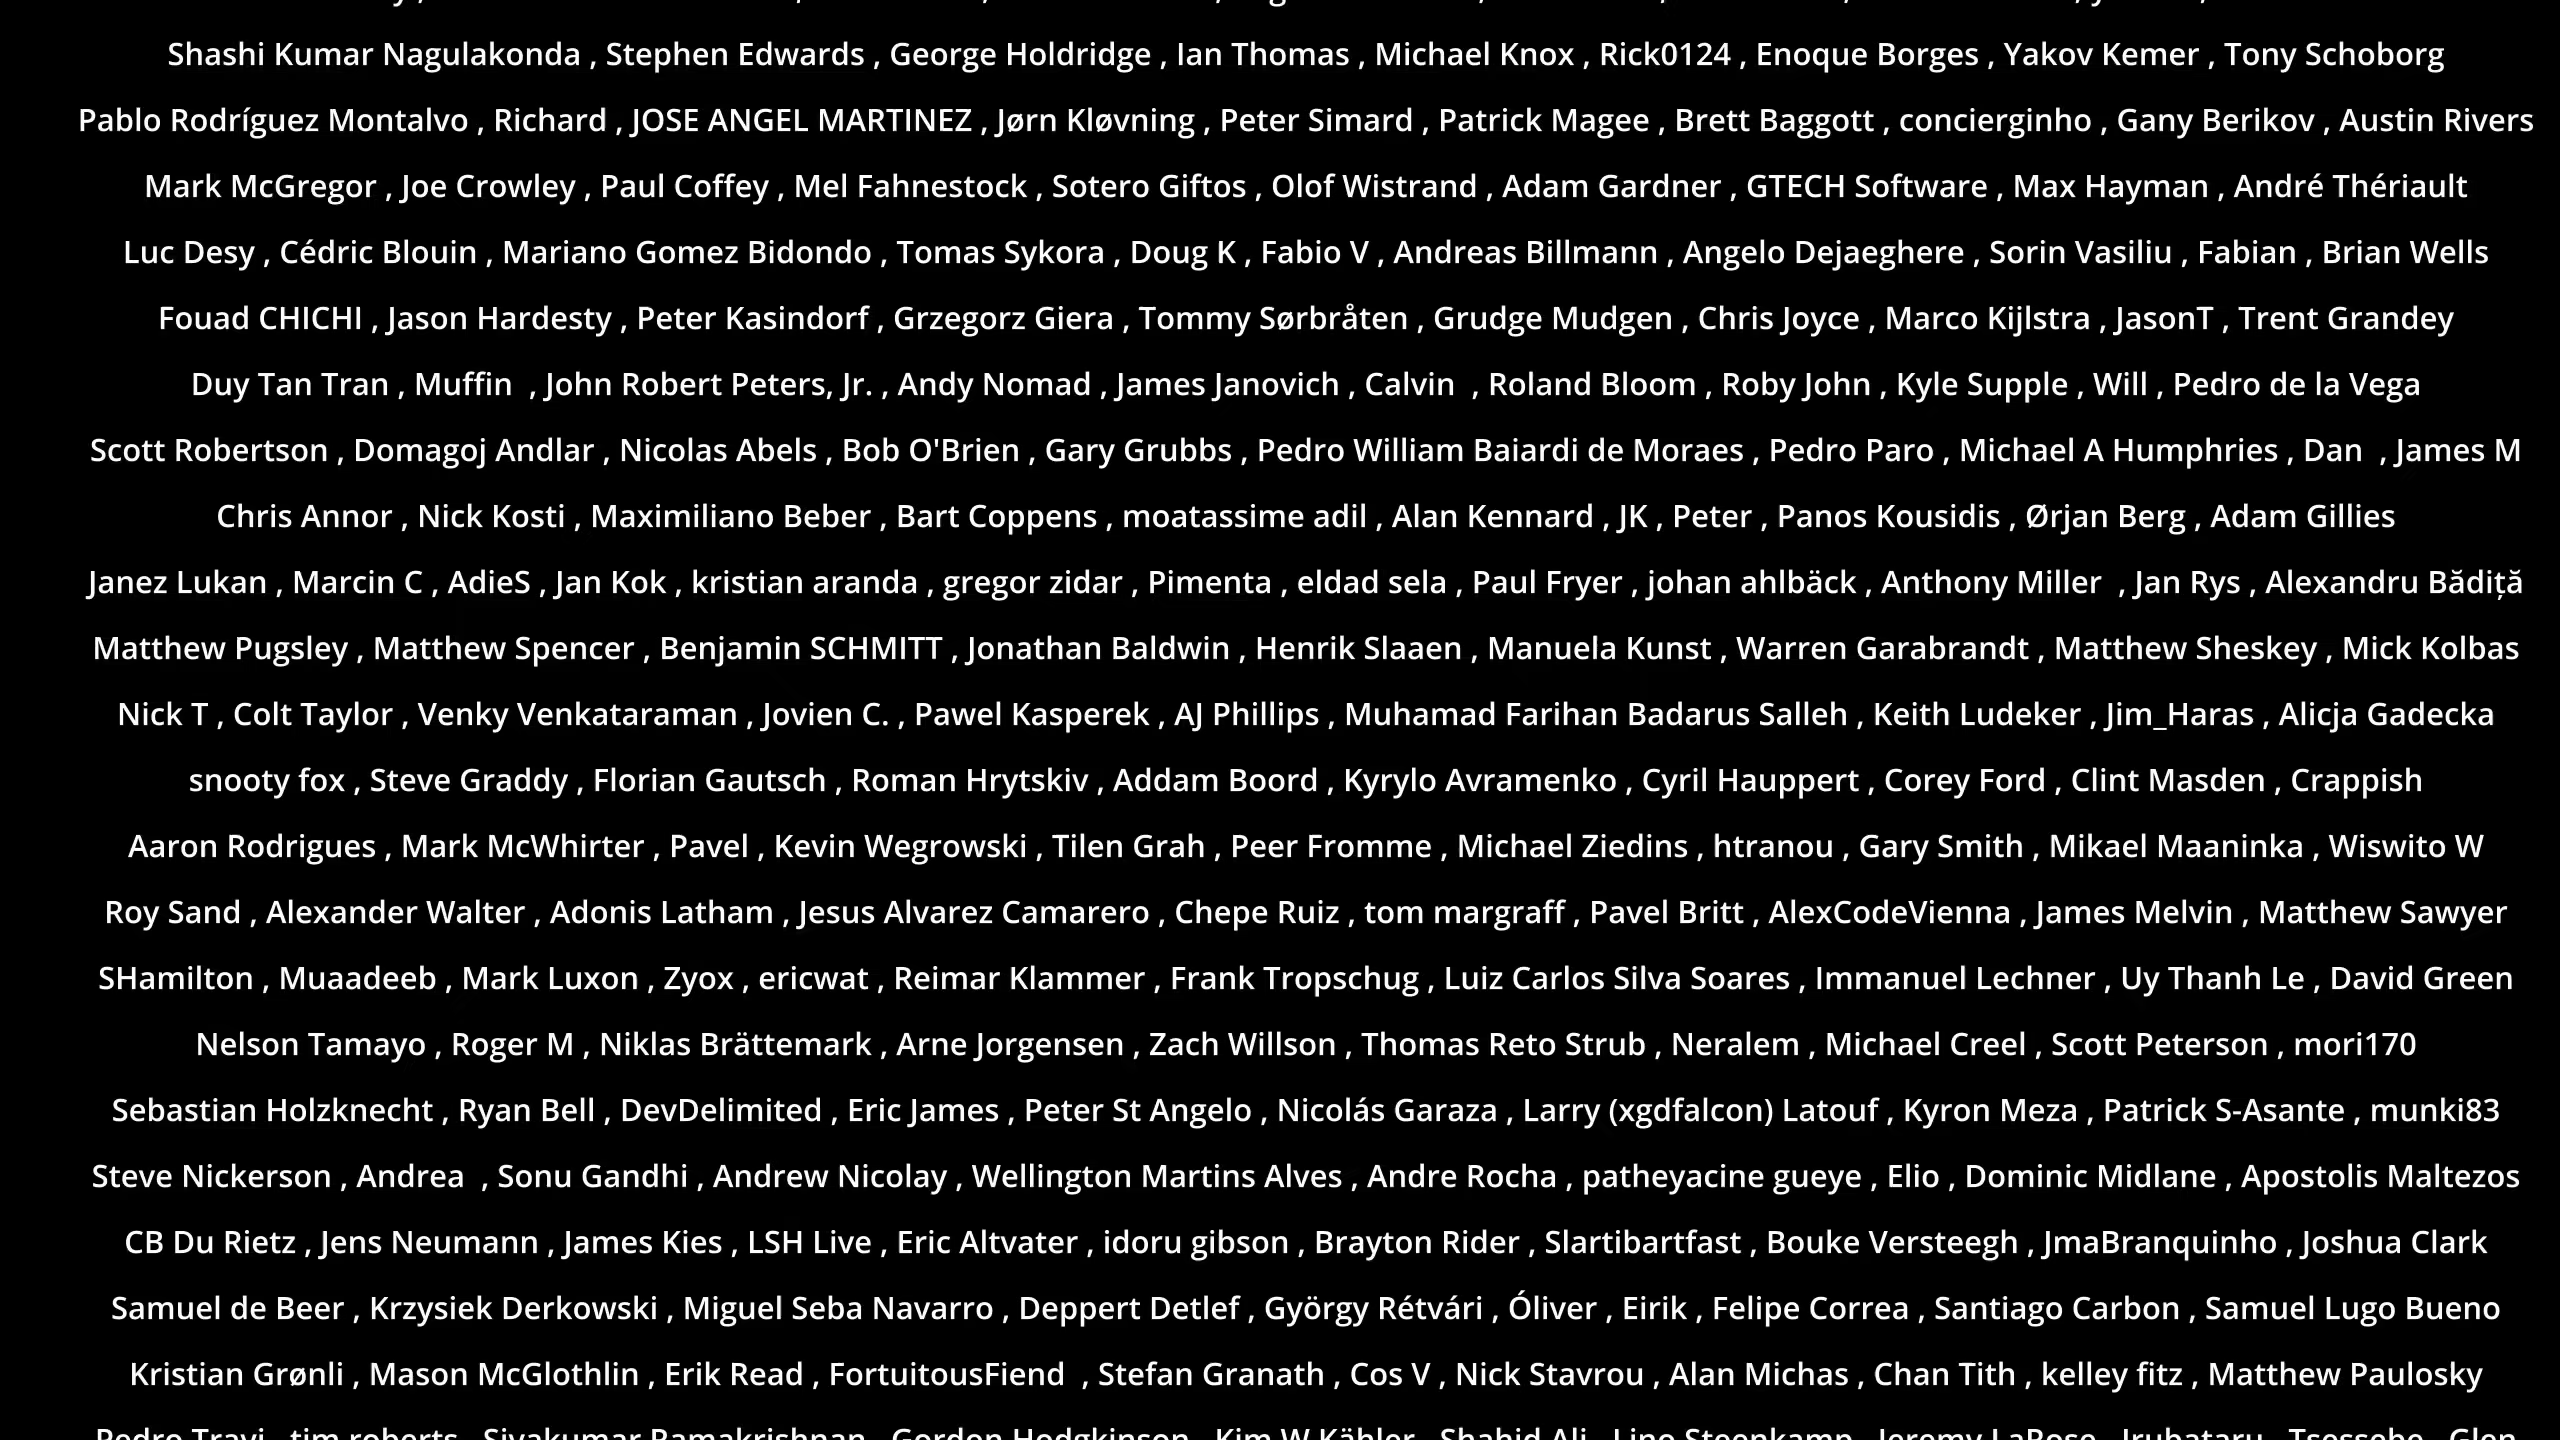 Shashi Kumar Nagulakonda , Stephen Edwards , George Holdridge , Ian Thomas , Michael Knox , Rick0124 , Enoque Borges , Yakov Kemer , Tony Schoborg
Pablo Rodríguez Montalvo , Richard , JOSE ANGEL MARTINEZ , Jørn Kløvning , Peter Simard , Patrick Magee , Brett Baggott , concierginho , Gany Berikov , Austin Rivers
Mark McGregor , Joe Crowley , Paul Coffey , Mel Fahnestock , Sotero Giftos , Olof Wistrand , Adam Gardner , GTECH Software , Max Hayman , André Thériault
Luc Desy , Cédric Blouin , Mariano Gomez Bidondo , Tomas Sykora , Doug K , Fabio V , Andreas Billmann , Angelo Dejaeghere , Sorin Vasiliu , Fabian , Brian Wells
Fouad CHICHI , Jason Hardesty , Peter Kasindorf , Grzegorz Giera , Tommy Sørbråten , Grudge Mudgen , Chris Joyce , Marco Kijlstra , JasonT , Trent Grandey
Duy Tan Tran , Muffin  , John Robert Peters, Jr. , Andy Nomad , James Janovich , Calvin  , Roland Bloom , Roby John , Kyle Supple , Will , Pedro de la Vega
Scott Robertson , Domagoj Andlar , Nicolas Abels , Bob O'Brien , Gary Grubbs , Pedro William Baiardi de Moraes , Pedro Paro , Michael A Humphries , Dan  , James M
Chris Annor , Nick Kosti , Maximiliano Beber , Bart Coppens , moatassime adil , Alan Kennard , JK , Peter , Panos Kousidis , Ørjan Berg , Adam Gillies
Janez Lukan , Marcin C , AdieS , Jan Kok , kristian aranda , gregor zidar , Pimenta , eldad sela , Paul Fryer , johan ahlbäck , Anthony Miller  , Jan Rys , Alexandru Bădiță
Matthew Pugsley , Matthew Spencer , Benjamin SCHMITT , Jonathan Baldwin , Henrik Slaaen , Manuela Kunst , Warren Garabrandt , Matthew Sheskey , Mick Kolbas
Nick T , Colt Taylor , Venky Venkataraman , Jovien C. , Pawel Kasperek , AJ Phillips , Muhamad Farihan Badarus Salleh , Keith Ludeker , Jim_Haras , Alicja Gadecka
snooty fox , Steve Graddy , Florian Gautsch , Roman Hrytskiv , Addam Boord , Kyrylo Avramenko , Cyril Hauppert , Corey Ford , Clint Masden , Crappish
Aaron Rodrigues , Mark McWhirter , Pavel , Kevin Wegrowski , Tilen Grah , Peer Fromme , Michael Ziedins , htranou , Gary Smith , Mikael Maaninka , Wiswito W
Roy Sand , Alexander Walter , Adonis Latham , Jesus Alvarez Camarero , Chepe Ruiz , tom margraff , Pavel Britt , AlexCodeVienna , James Melvin , Matthew Sawyer
SHamilton , Muaadeeb , Mark Luxon , Zyox , ericwat , Reimar Klammer , Frank Tropschug , Luiz Carlos Silva Soares , Immanuel Lechner , Uy Thanh Le , David Green
Nelson Tamayo , Roger M , Niklas Brättemark , Arne Jorgensen , Zach Willson , Thomas Reto Strub , Neralem , Michael Creel , Scott Peterson , mori170
Sebastian Holzknecht , Ryan Bell , DevDelimited , Eric James , Peter St Angelo , Nicolás Garaza , Larry (xgdfalcon) Latouf , Kyron Meza , Patrick S-Asante , munki83
Steve Nickerson , Andrea  , Sonu Gandhi , Andrew Nicolay , Wellington Martins Alves , Andre Rocha , patheyacine gueye , Elio , Dominic Midlane , Apostolis Maltezos
CB Du Rietz , Jens Neumann , James Kies , LSH Live , Eric Altvater , idoru gibson , Brayton Rider , Slartibartfast , Bouke Versteegh , JmaBranquinho , Joshua Clark
Samuel de Beer , Krzysiek Derkowski , Miguel Seba Navarro , Deppert Detlef , György Rétvári , Óliver , Eirik , Felipe Correa , Santiago Carbon , Samuel Lugo Bueno
Kristian Grønli , Mason McGlothlin , Erik Read , FortuitousFiend  , Stefan Granath , Cos V , Nick Stavrou , Alan Michas , Chan Tith , kelley fitz , Matthew Paulosky
Pedro Travi , tim roberts , Sivakumar Ramakrishnan , Gordon Hodgkinson , Kim W Kähler , Shahid Ali , Lino Steenkamp , Jeremy LaRose , Irubataru , Tsessebe , Glen